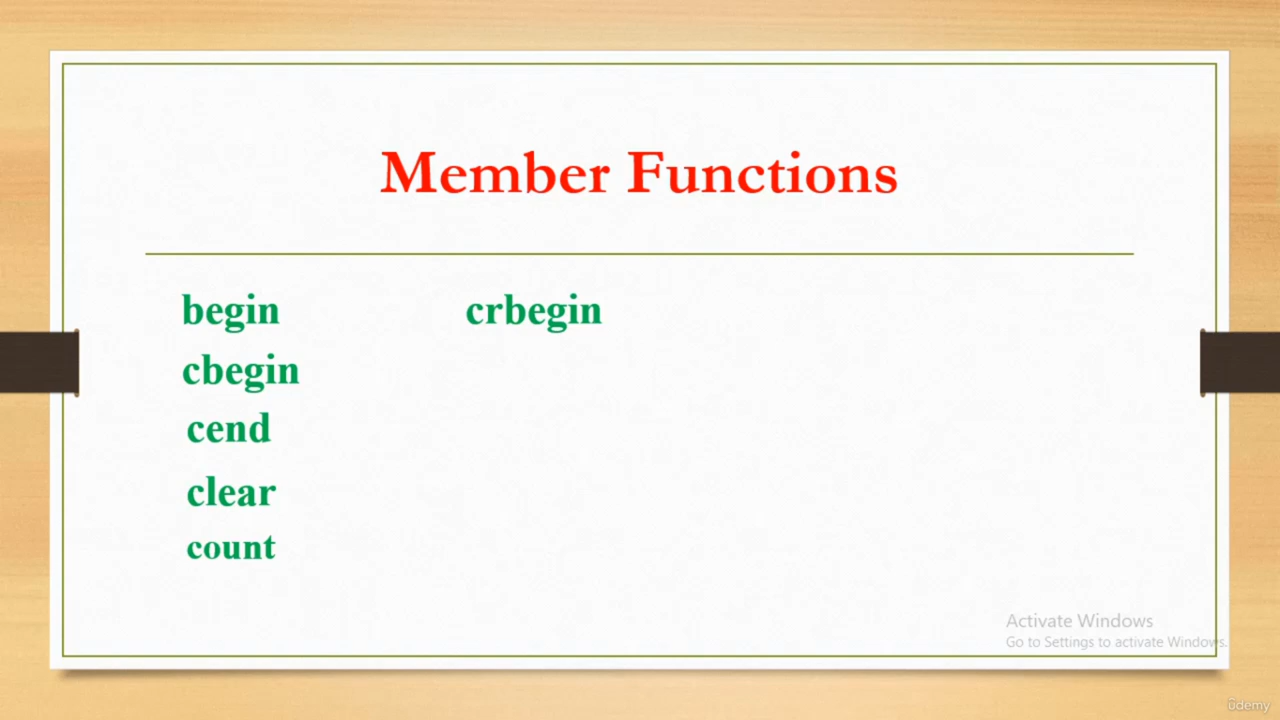 Member Functions
begin
cbegin
cend
clear
count
crbegin
Activate Windows
Go to Settings to activate Windows.
ûdemy